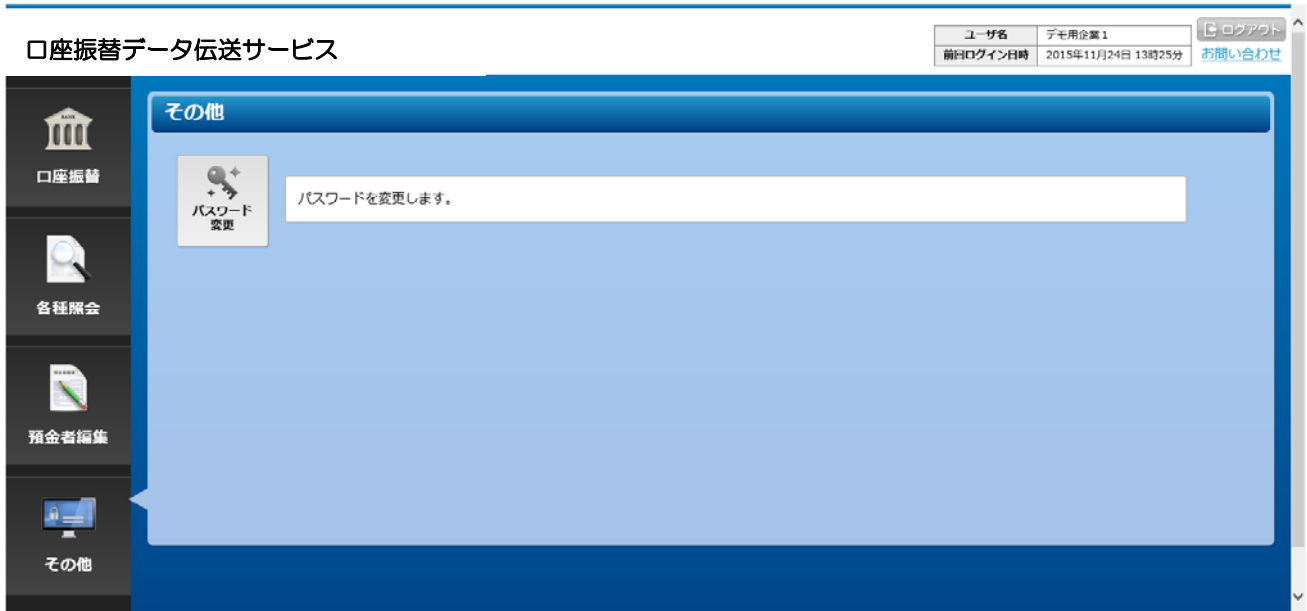 口座振替データ伝送サービス
ユーザ名 デモ用企業1
前回ログイン日時 2015年11月24日 13時25分
ログアウト
お問い合わせ
BANK
口座振替
各種照会
預金者編集
その他
その他
パスワード
変更
パスワードを変更します。